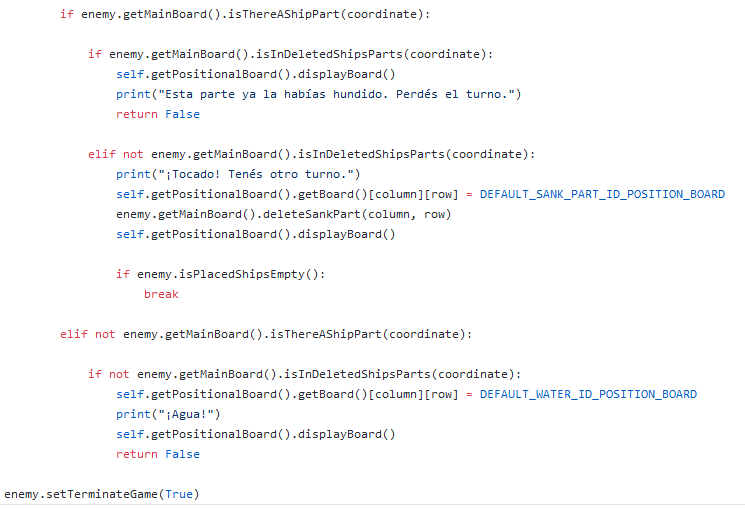 if enemy.getMainBoard().isThereAShipPart(coordinate):
if enemy.getMainBoard().isInDeletedShipsParts(coordinate):
self.getPositionalBoard().displayBoard()
print("Esta parte ya la habías hundido. Perdés el turno.")
return False
elif not enemy.getMainBoard().isInDeletedShipsParts(coordinate):
print("¡Tocado! Tenés otro turno.")
self.getPositionalBoard().getBoard()[column][row] = DEFAULT_SANK_PART_ID_POSITION_BOARD
enemy.getMainBoard().deleteSankPart(column, row)
self.getPositionalBoard().displayBoard()
if enemy.isPlacedShipsEmpty():
break
elif not enemy.getMainBoard().isThereAShipPart(coordinate):
if not enemy.getMainBoard().isInDeletedShipsParts(coordinate):
self.getPositionalBoard().getBoard()[column][row] = DEFAULT_WATER_ID_POSITION_BOARD
print("¡Agua!")
self.getPositionalBoard().displayBoard()
return False
enemy.setTerminateGame(True)